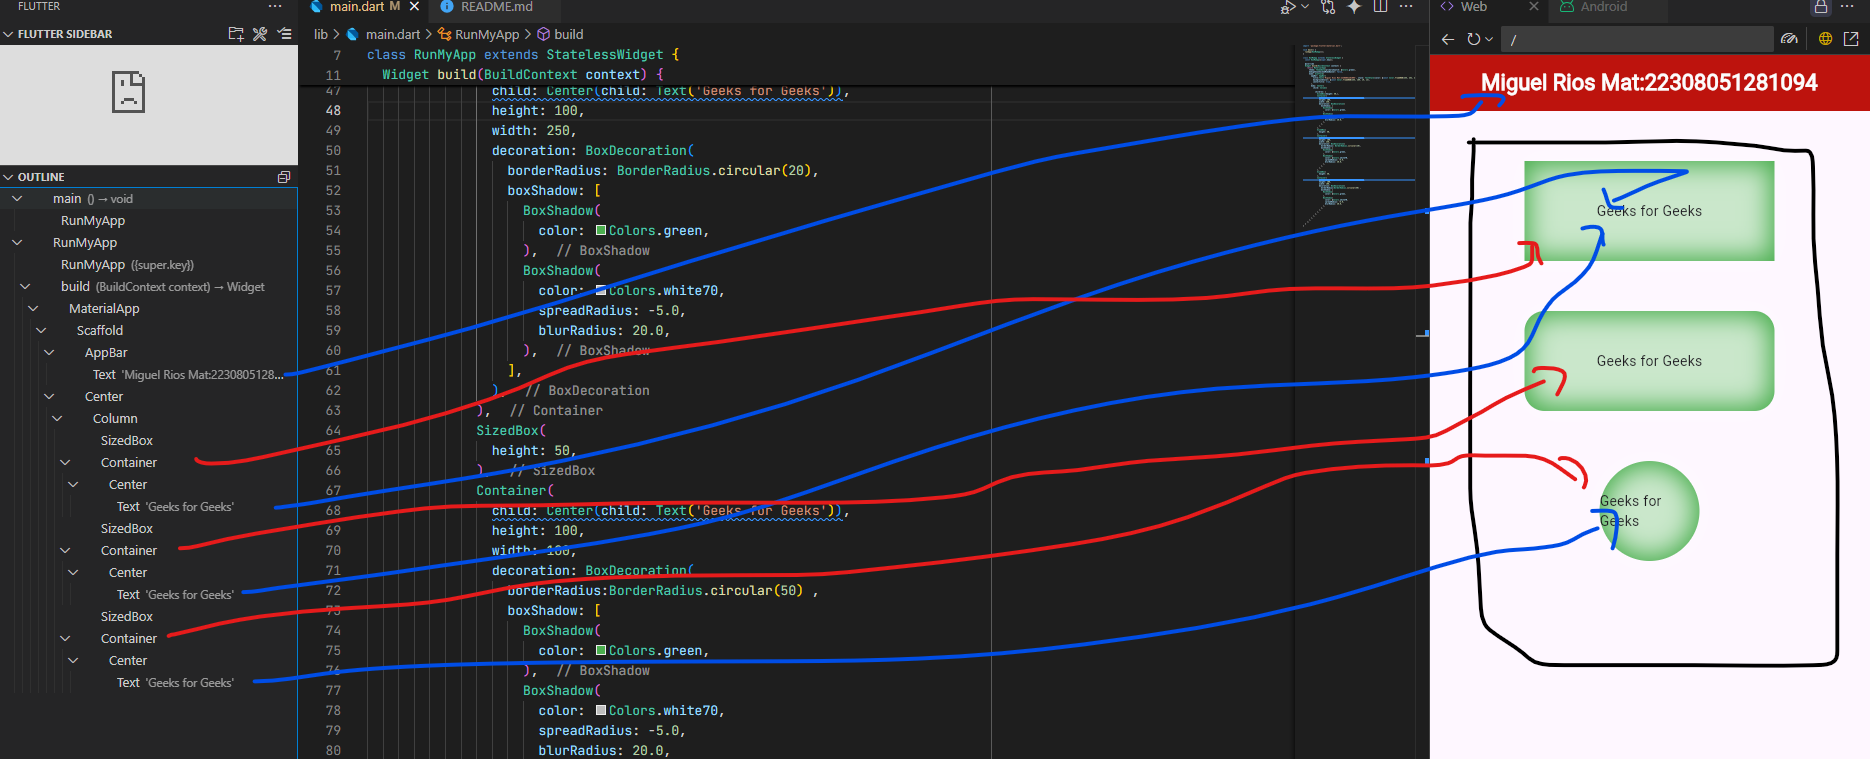 FLUTTER
FLUTTER SIDEBAR
OUTLINE
main () → void
RunMyApp
RunMyApp
RunMyApp ({super.key})
build (BuildContext context) → Widget
MaterialApp
Scaffold
AppBar
Text 'Miguel Rios Mat:2230805128...
Center
Column
SizedBox
Container
Center
Text 'Geeks for Geeks'
SizedBox
Container
Center
Text 'Geeks for Geeks'
SizedBox
Container
Center
Text 'Geeks for Geeks'
main.dart M
README.md
lib > main.dart > RunMyApp > build
7 class RunMyApp extends StatelessWidget {
11 Widget build(BuildContext context) {
47 child: Center(child: Text('Geeks for Geeks')),
48 height: 100,
49 width: 250,
50 decoration: BoxDecoration(
51 borderRadius: BorderRadius.circular(20),
52 boxShadow: [
53 BoxShadow(
54 color: Colors.green,
55 ), // BoxShadow
56 BoxShadow(
57 color: Colors.white70,
58 spreadRadius: -5.0,
59 blurRadius: 20.0,
60 ), // BoxShadow
61 ],
62 ), // BoxDecoration
63 ), // Container
64 SizedBox(
65 height: 50,
66 ), // SizedBox
67 Container(
68 child: Center(child: Text('Geeks for Geeks')),
69 height: 100,
70 width: 100,
71 decoration: BoxDecoration(
72 borderRadius:BorderRadius.circular(50) ,
73 boxShadow: [
74 BoxShadow(
75 color: Colors.green,
76 ), // BoxShadow
77 BoxShadow(
78 color: Colors.white70,
79 spreadRadius: -5.0,
80 blurRadius: 20.0,
Web
Android
/
Miguel Rios Mat:22308051281094
Geeks for Geeks
Geeks for Geeks
Geeks for
Geeks